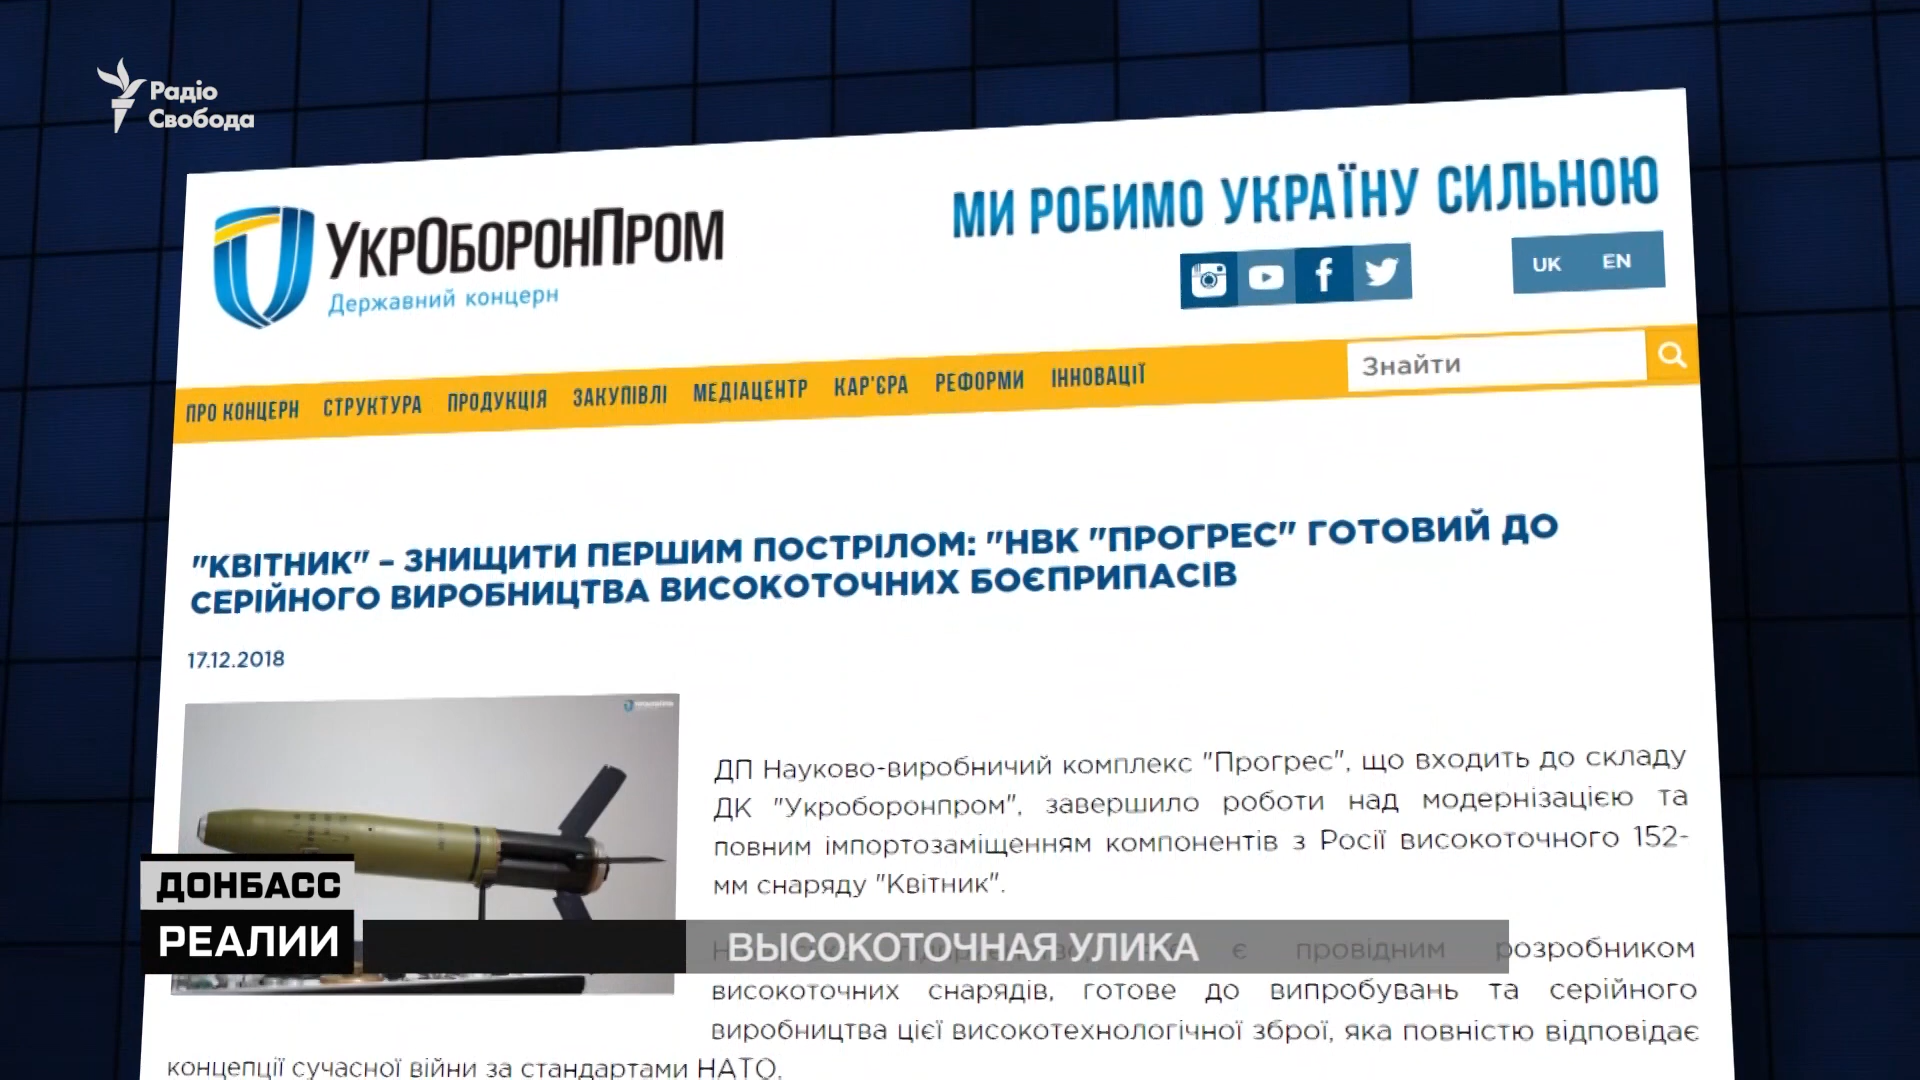 Радіо
Свобода
УкрОборонПром
Державний концерн
МИ РОБИМО УКРАЇНУ СИЛЬНОЮ
UK EN
ПРО КОНЦЕРН СТРУКТУРА ПРОДУКЦІЯ ЗАКУПІВЛІ МЕДІАЦЕНТР КАР'ЄРА РЕФОРМИ ІННОВАЦІЇ
Знайти
"КВІТНИК" – ЗНИЩИТИ ПЕРШИМ ПОСТРІЛОМ: "НВК "ПРОГРЕС" ГОТОВИЙ ДО
СЕРІЙНОГО ВИРОБНИЦТВА ВИСОКОТОЧНИХ БОЄПРИПАСІВ
17.12.2018
ДП Науково-виробничий комплекс "Прогрес", що входить до складу
ДК "Укроборонпром", завершило роботи над модернізацією та
повним імпортозаміщенням компонентів з Росії високоточного 152-
мм снаряду "Квітник".
є провідним розробником
високоточних снарядів, готове до випробувань та серійного
виробництва цієї високотехнологічної зброї, яка повністю відповідає
концепції сучасної війни за стандартами НАТО.
ДОНБАСС
РЕАЛИИ
ВЫСОКОТОЧНАЯ УЛИКА